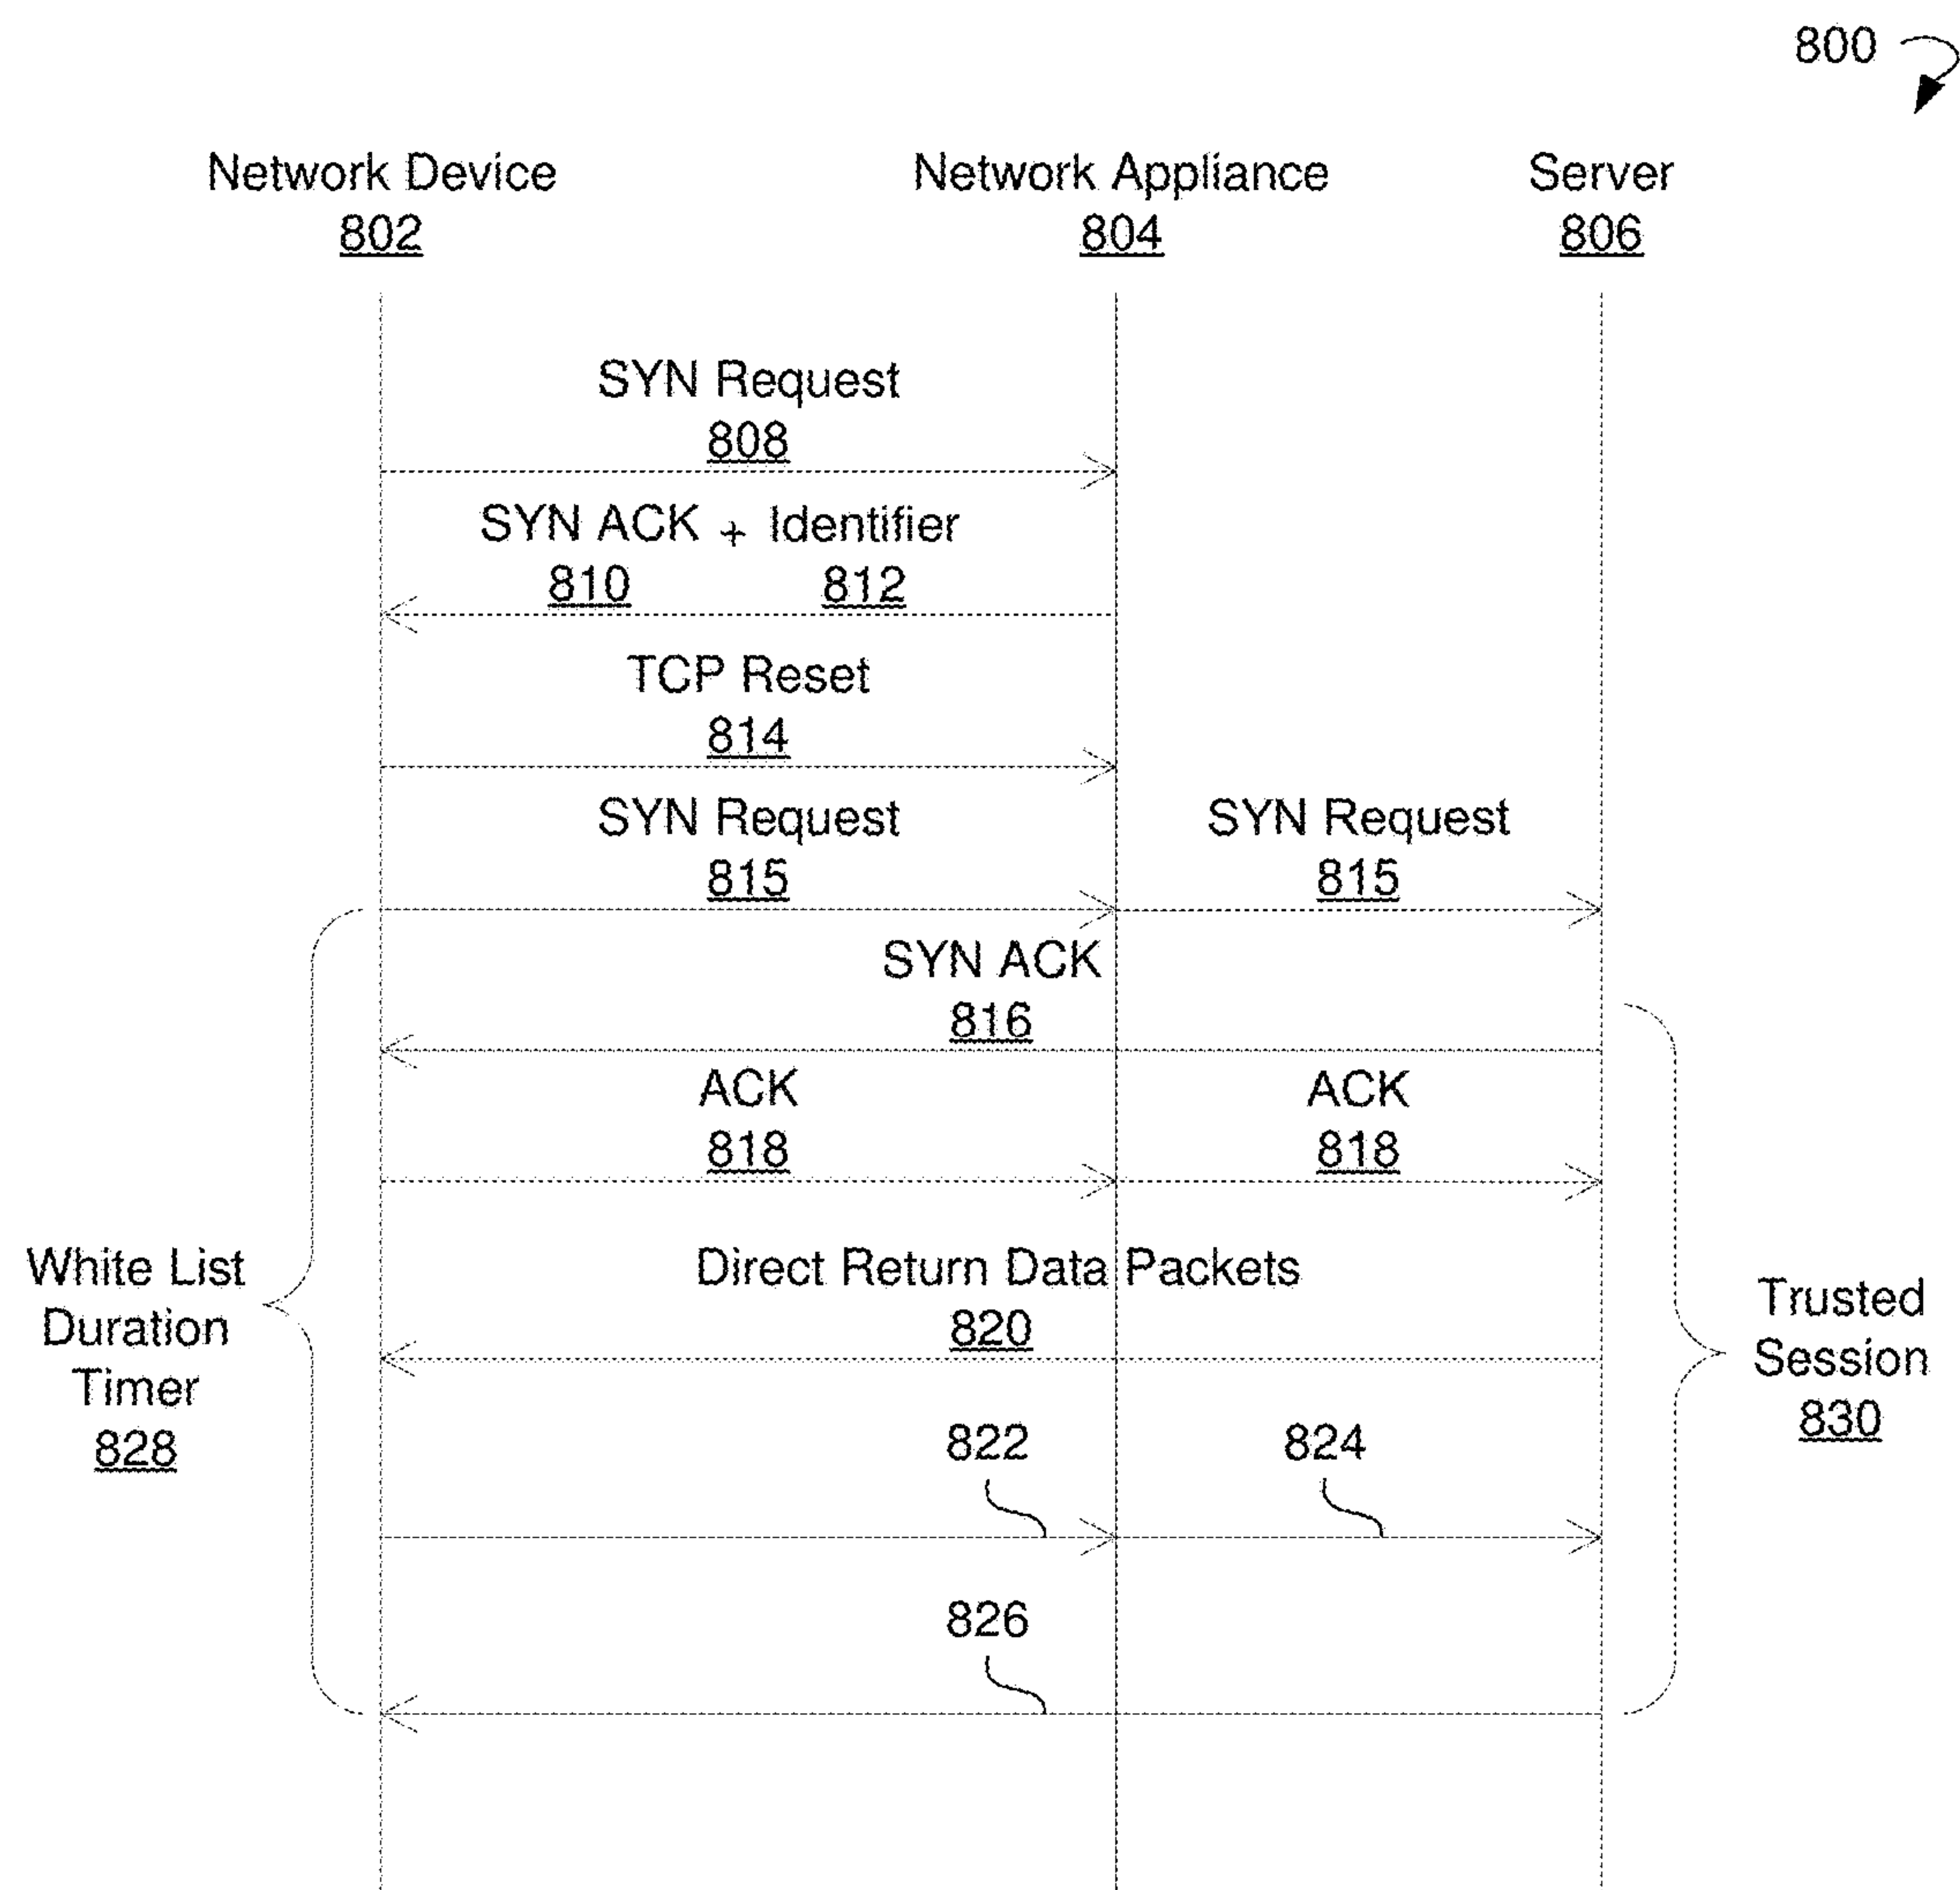 800
Network Device
802
Network Appliance
804
Server
806
SYN Request
808
SYN ACK + Identifier
810 812
TCP Reset
814
SYN Request
815
SYN Request
815
SYN ACK
816
ACK
818
ACK
818
White List
Duration
Timer
828
Direct Return Data Packets
820
Trusted
Session
830
822
824
826